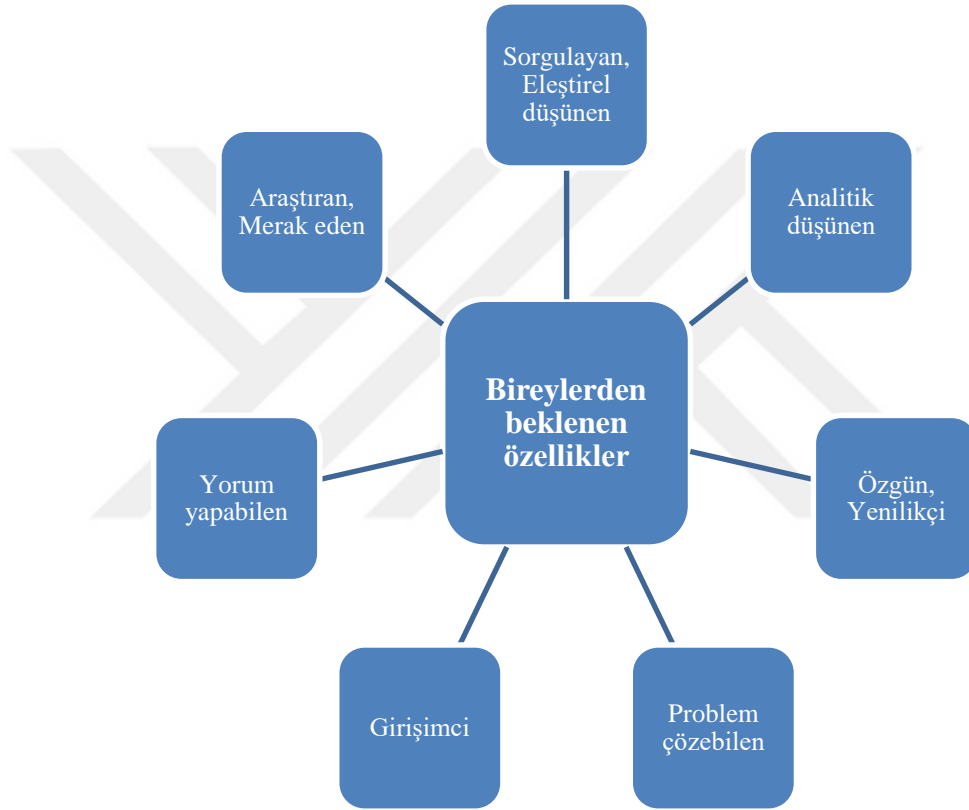 Sorgulayan,
Eleştirel
düşünen
Araştıran,
Merak eden
Analitik
düşünen
Bireylerden
beklenen
özellikler
Yorum
yapabilen
Özgün,
Yenilikçi
Girişimci
Problem
çözebilen